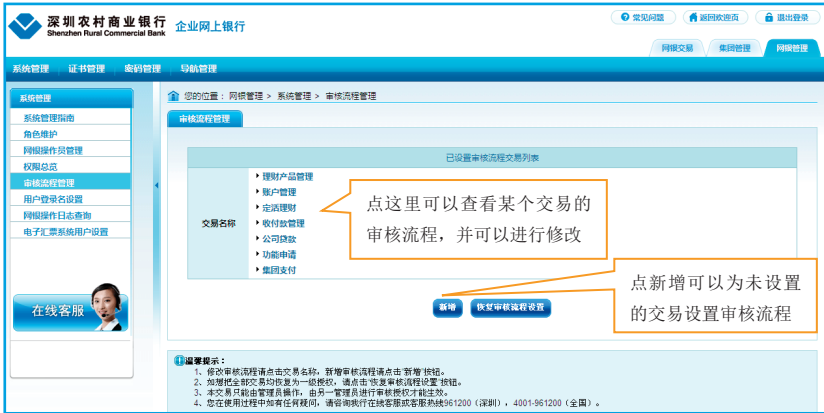 深圳农村商业银行 企业网上银行
Shenzhen Rural Commercial Bank
常见问题 返回欢迎页 退出登录
网银交易 集团管理 网银管理
系统管理 证书管理 密码管理 导航管理
系统管理
系统管理指南
角色维护
网银操作员管理
权限总览
审核流程管理
用户登录名设置
网银操作日志查询
电子汇票系统用户设置
在线客服
您的位置：网银管理 > 系统管理 > 审核流程管理
审核流程管理
已设置审核流程交易列表
交易名称
理财产品管理
账户管理
定活理财
收付款管理
公司贷款
功能申请
集团支付
点这里可以查看某个交易的
审核流程，并可以进行修改
新增 恢复审核流程设置
点新增可以为未设置
的交易设置审核流程
温馨提示：
1、修改审核流程请点击交易名称，新增审核流程请点击'新增'按钮。
2、如想把全部交易均恢复为一级授权，请点击'恢复审核流程设置'按钮。
3、本交易只能由管理员操作，由另一管理员进行审核授权才能生效。
4、您在使用过程中如有任何疑问，请咨询我行在线客服或客服热线961200（深圳），4001-961200（全国）。